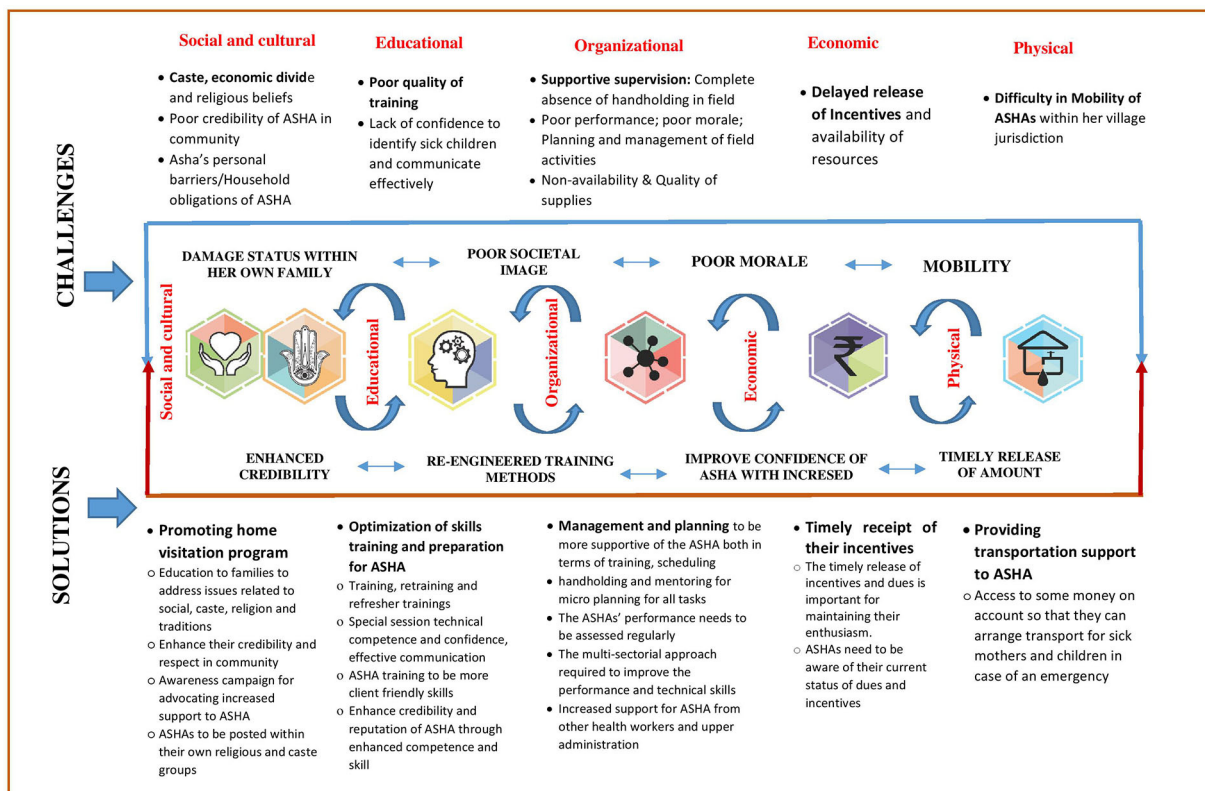 Social and cultural
• Caste, economic divide
and religious beliefs
• Poor credibility of ASHA in
community
• Asha's personal
barriers/Household
obligations of ASHA
Educational
• Poor quality of
training
• Lack of confidence to
identify sick children
and communicate
effectively
Organizational
• Supportive supervision: Complete
absence of handholding in field
• Poor performance; poor morale;
Planning and management of field
activities
• Non-availability & Quality of
supplies
Economic
• Delayed release
of Incentives and
availability of
resources
Physical
• Difficulty in Mobility of
ASHAs within her village
jurisdiction
CHALLENGES
DAMAGE STATUS WITHIN
HER OWN FAMILY
POOR SOCIETAL
IMAGE
POOR MORALE
MOBILITY
Social and cultural
Educational
Organizational
Economic
₹
Physical
ENHANCED
CREDIBILITY
RE-ENGINEERED TRAINING
METHODS
IMPROVE CONFIDENCE OF
ASHA WITH INCRESED
TIMELY RELEASE
OF AMOUNT
SOLUTIONS
• Promoting home
visitation program
o Education to families to
address issues related to
social, caste, religion and
traditions
o Enhance their credibility and
respect in community
o Awareness campaign for
advocating increased
support to ASHA
o ASHAs to be posted within
their own religious and caste
groups
• Optimization of skills
training and preparation
for ASHA
o Training, retraining and
refresher trainings
o Special session technical
competence and confidence,
effective communication
o ASHA training to be more
client friendly skills
o Enhance credibility and
reputation of ASHA through
enhanced competence and
skill
• Management and planning to be
more supportive of the ASHA both in
terms of training, scheduling
• handholding and mentoring for
micro planning for all tasks
• The ASHAs' performance needs to
be assessed regularly
• The multi-sectorial approach
required to improve the
performance and technical skills
• Increased support for ASHA from
other health workers and upper
administration
• Timely receipt of
their incentives
o The timely release of
incentives and dues is
important for
maintaining their
enthusiasm.
o ASHAs need to be
aware of their current
status of dues and
incentives
• Providing
transportation support
to ASHA
o Access to some money on
account so that they can
arrange transport for sick
mothers and children in
case of an emergency